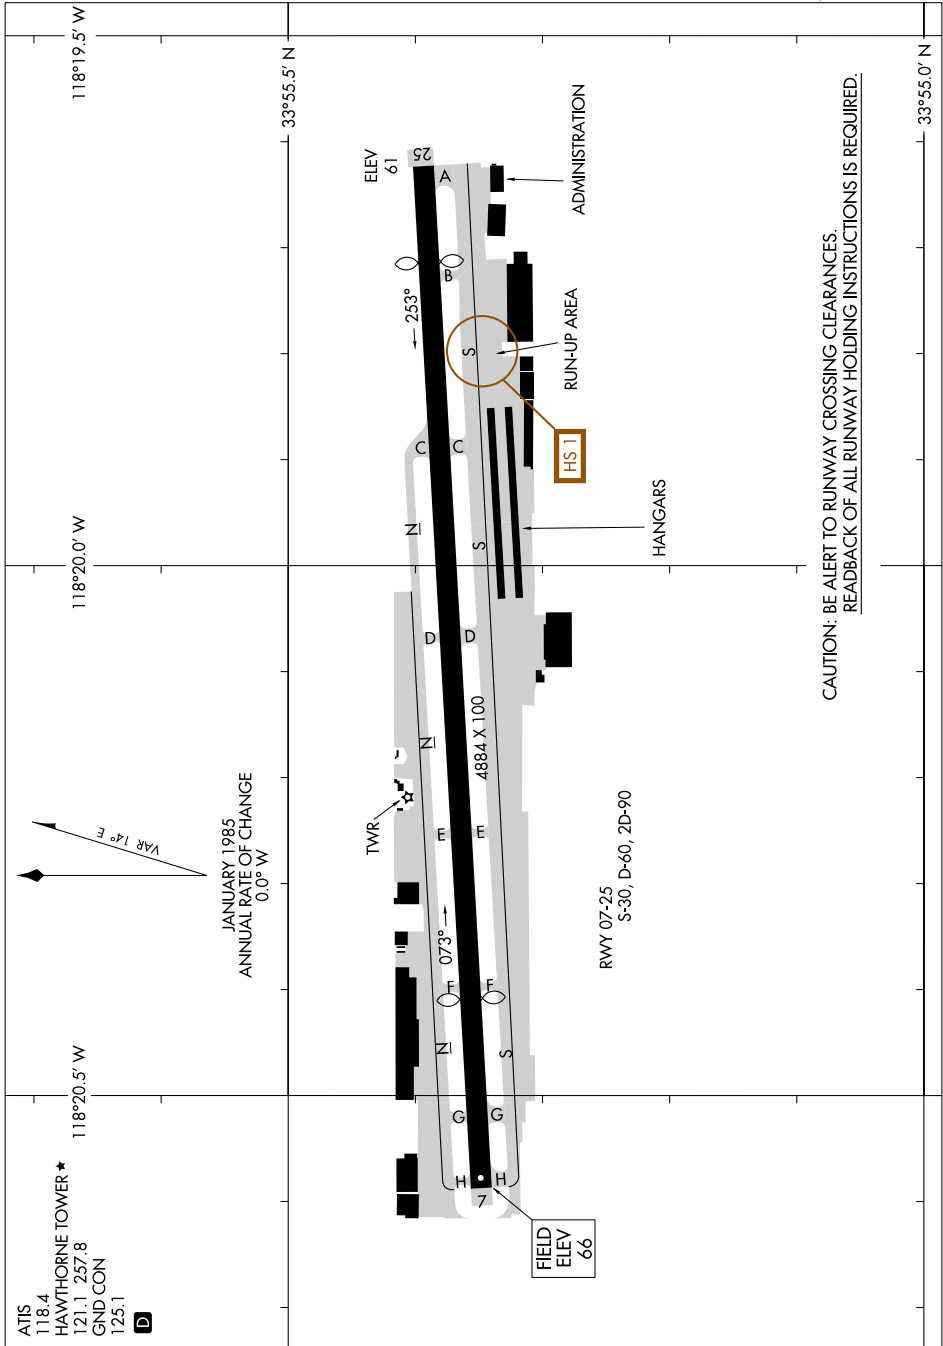 ATIS
118.4
HAWTHORNE TOWER ★
121.1 257.8
GND CON
125.1
D
118°20.5' W
118°20.0' W
118°19.5' W
33°55.5' N
33°55.0' N
VAR 14° E
JANUARY 1985
ANNUAL RATE OF CHANGE
0.0° W
TWR
ELEV
61
25
A
B
253°
C
C
N
S
S
D
D
N
4884 X 100
E
E
073°
F
F
N
S
G
G
H
H
7
FIELD
ELEV
66
HS 1
RUN-UP AREA
ADMINISTRATION
HANGARS
RWY 07-25
S-30, D-60, 2D-90
CAUTION: BE ALERT TO RUNWAY CROSSING CLEARANCES.
READBACK OF ALL RUNWAY HOLDING INSTRUCTIONS IS REQUIRED.